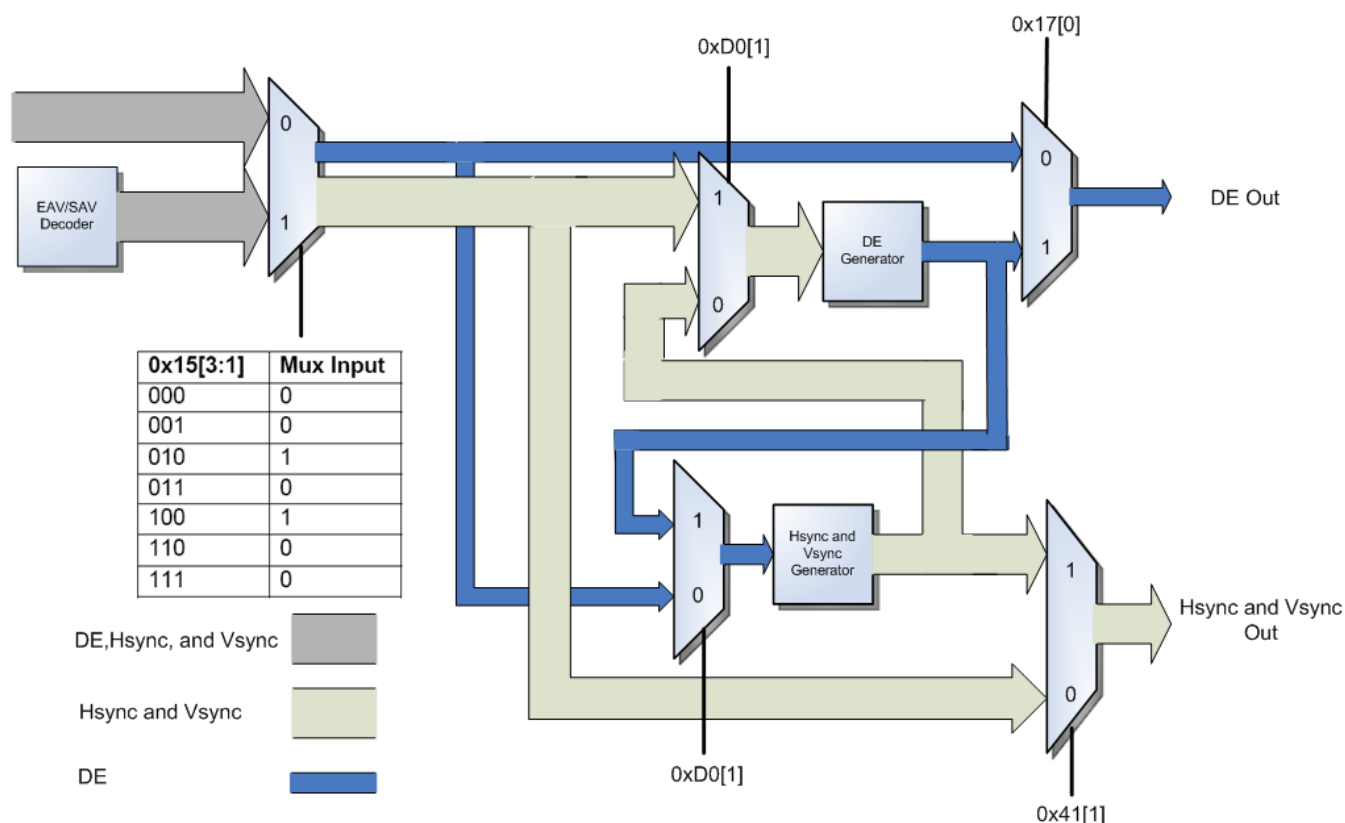 0x17[0]
0xD0[1]
0
1
EAV/SAV
Decoder
1
0
DE
Generator
0
1
DE Out
0x15[3:1] Mux Input
000 0
001 0
010 1
011 0
100 1
110 0
111 0
1
0
Hsync and
Vsync
Generator
1
0
Hsync and Vsync
Out
DE,Hsync, and Vsync
Hsync and Vsync
DE
0xD0[1]
0x41[1]